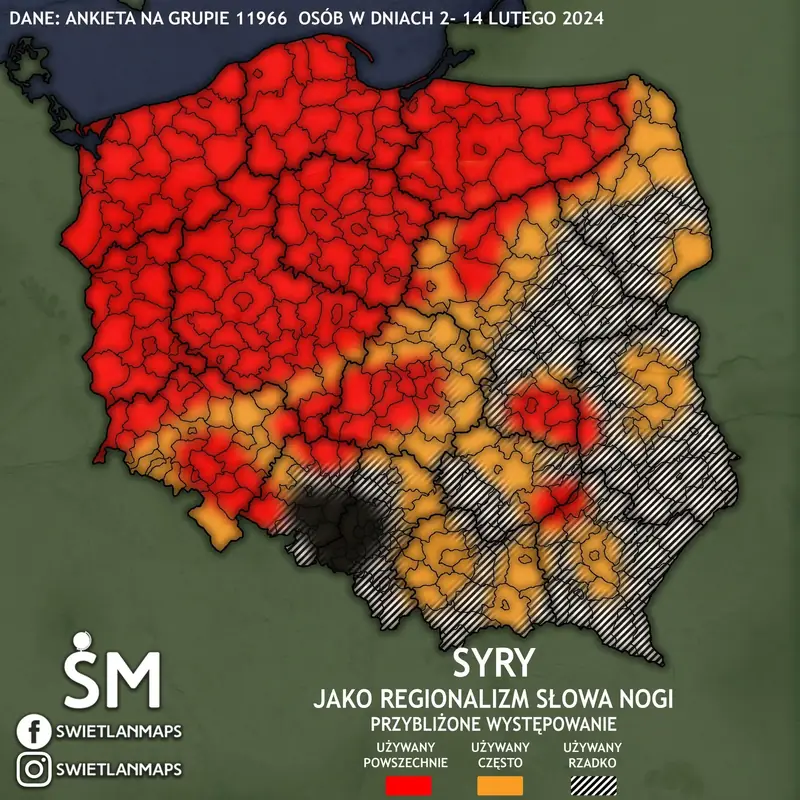 DANE: ANKIETA NA GRUPIE 11966 OSÓB W DNIACH 2- 14 LUTEGO 2024
ŚM
SWIETLANMAPS
SWIETLANMAPS
SYRY
JAKO REGIONALIZM SŁOWA NOGI
PRZYBLIŻONE WYSTĘPOWANIE
UŻYWANY POWSZECHNIE
UŻYWANY CZĘSTO
UŻYWANY RZADKO